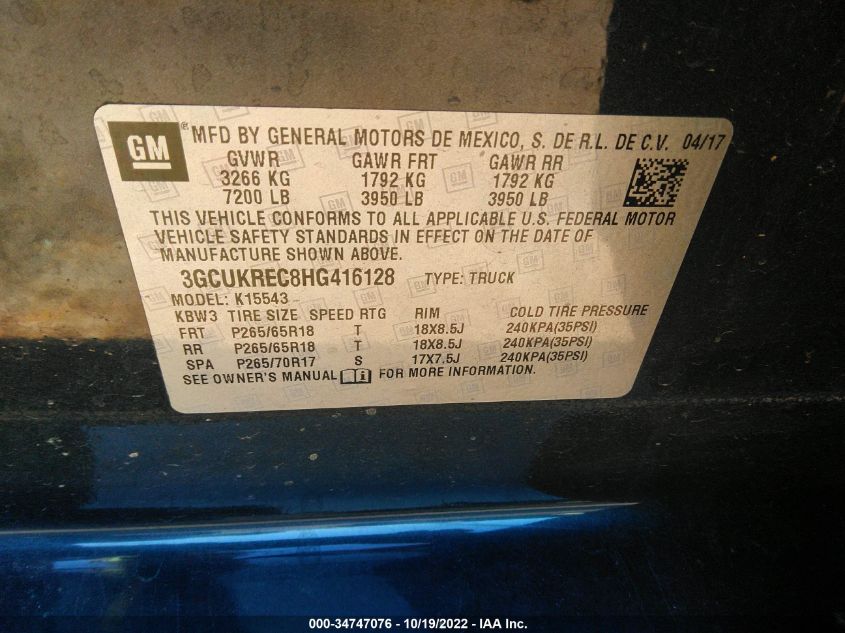 GM ® MFD BY GENERAL MOTORS DE MEXICO, S. DE R.L. DE C.V. 04/17
GVWR GAWR FRT GAWR RR
3266 KG 1792 KG 1792 KG
7200 LB 3950 LB 3950 LB
THIS VEHICLE CONFORMS TO ALL APPLICABLE U.S. FEDERAL MOTOR
VEHICLE SAFETY STANDARDS IN EFFECT ON THE DATE OF
MANUFACTURE SHOWN ABOVE.
3GCUKREC8HG416128 TYPE: TRUCK
MODEL: K15543
KBW3 TIRE SIZE SPEED RTG RIM COLD TIRE PRESSURE
FRT P265/65R18 T 18X8.5J 240KPA(35PSI)
RR P265/65R18 T 18X8.5J 240KPA(35PSI)
SPA P265/70R17 S 17X7.5J 240KPA(35PSI)
SEE OWNER'S MANUAL FOR MORE INFORMATION.
000-34747076 - 10/19/2022 - IAA Inc.